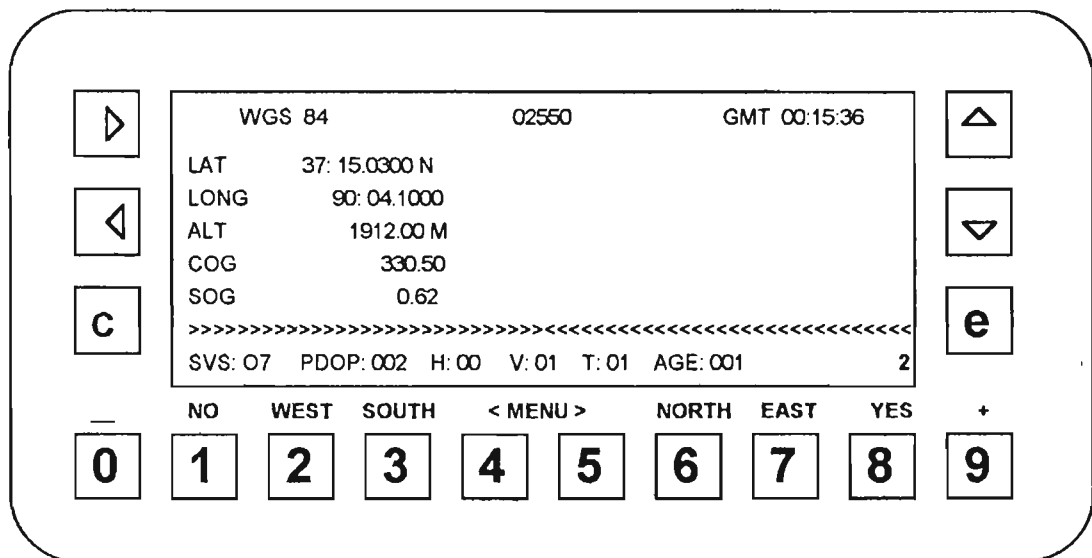 WGS 84 02550 GMT 00:15:36
LAT 37: 15.0300 N
LONG 90: 04.1000
ALT 1912.00 M
COG 330.50
SOG 0.62
>>>>>>>>>>>>>>>>>>>>>>>>>>>>>><<<<<<<<<<<<<<<<<<<<<<<<<<<<<<<
SVS: 07 PDOP: 002 H: 00 V: 01 T: 01 AGE: 001 2
c e
_ NO WEST SOUTH < MENU > NORTH EAST YES +
0 1 2 3 4 5 6 7 8 9